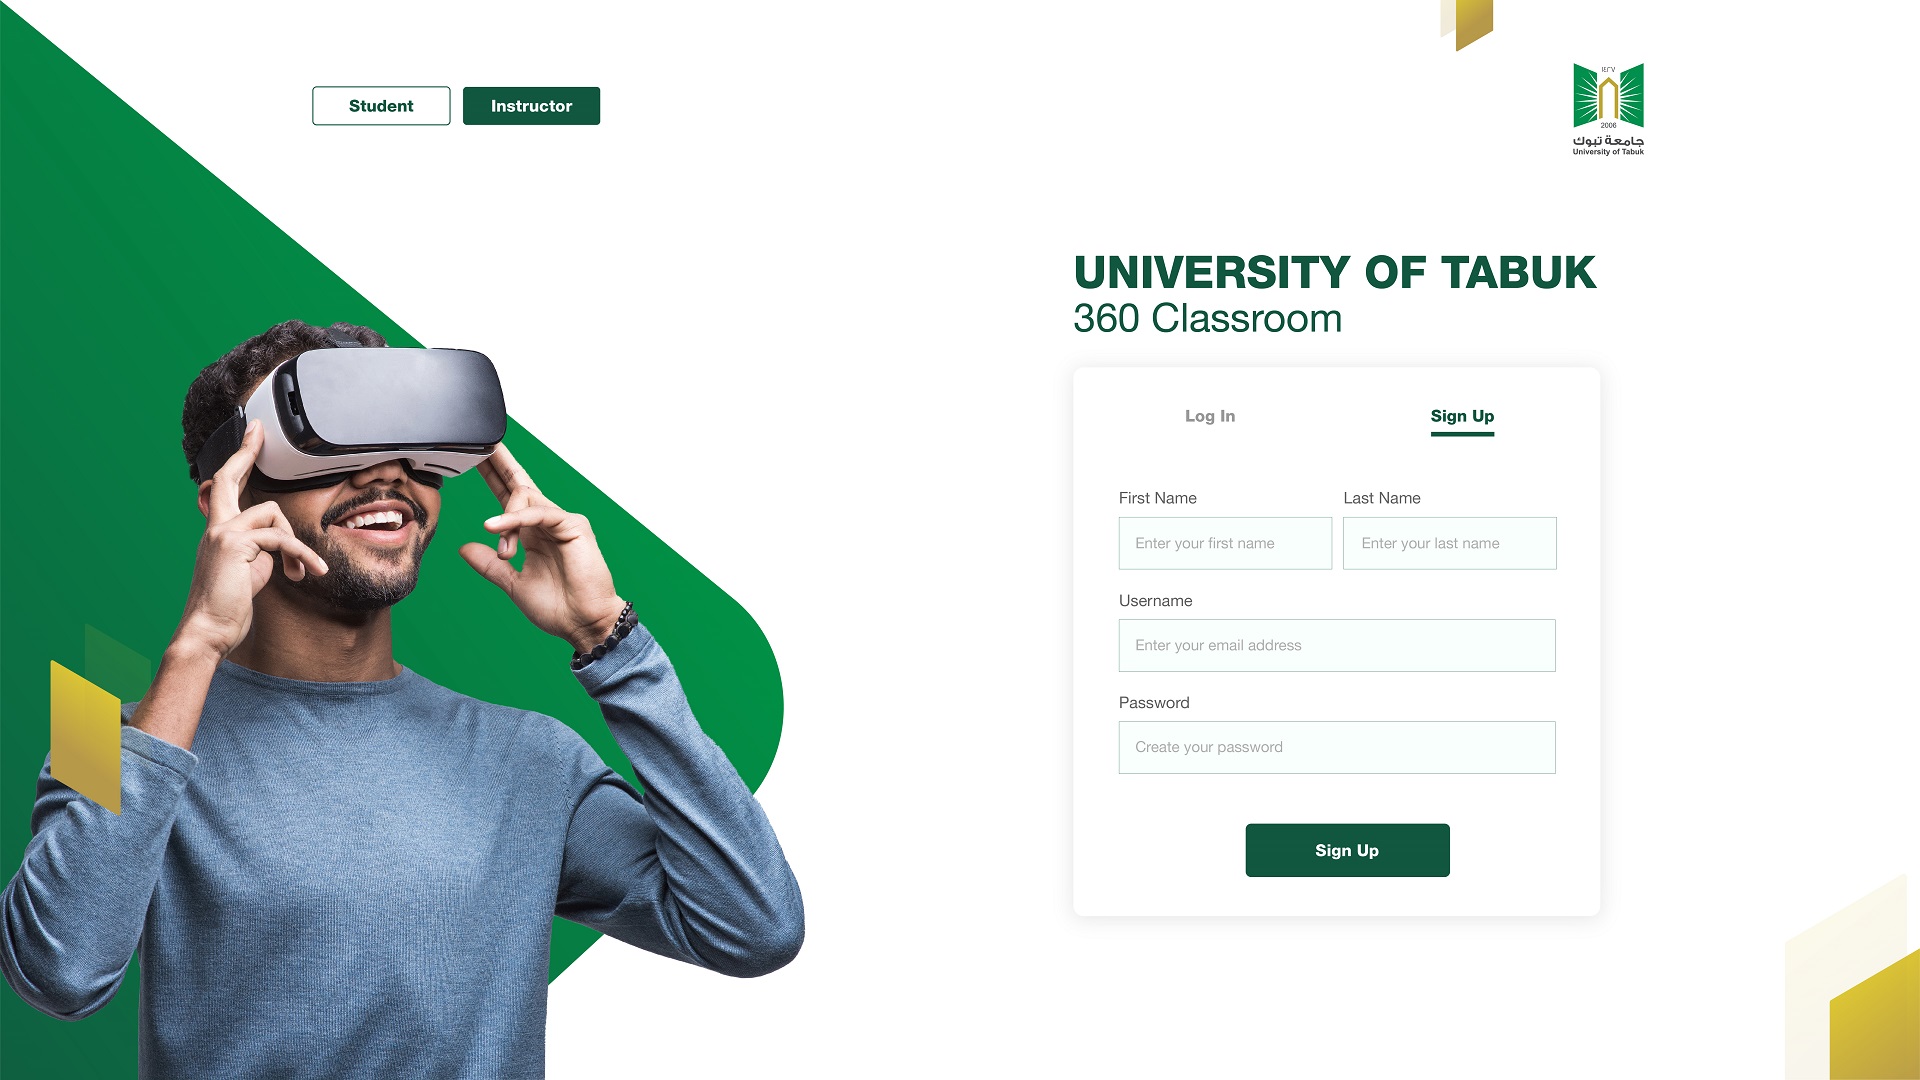 Student
Instructor
١٤٢٧
2006
جامعة تبوك
University of Tabuk
UNIVERSITY OF TABUK
360 Classroom
Log In
Sign Up
First Name
Last Name
Enter your first name
Enter your last name
Username
Enter your email address
Password
Create your password
Sign Up